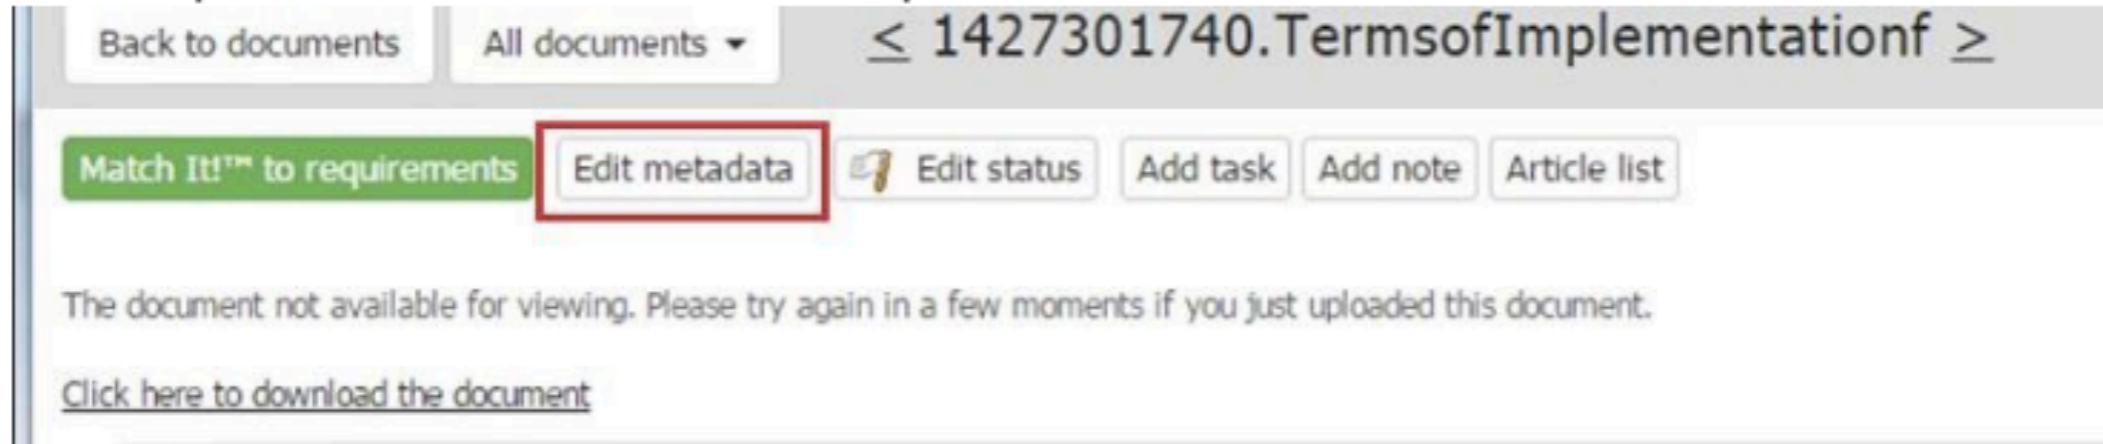 Back to documents All documents < 1427301740.TermsofImplementationf >
Match It!™ to requirements Edit metadata Edit status Add task Add note Article list
The document not available for viewing. Please try again in a few moments if you just uploaded this document.
Click here to download the document